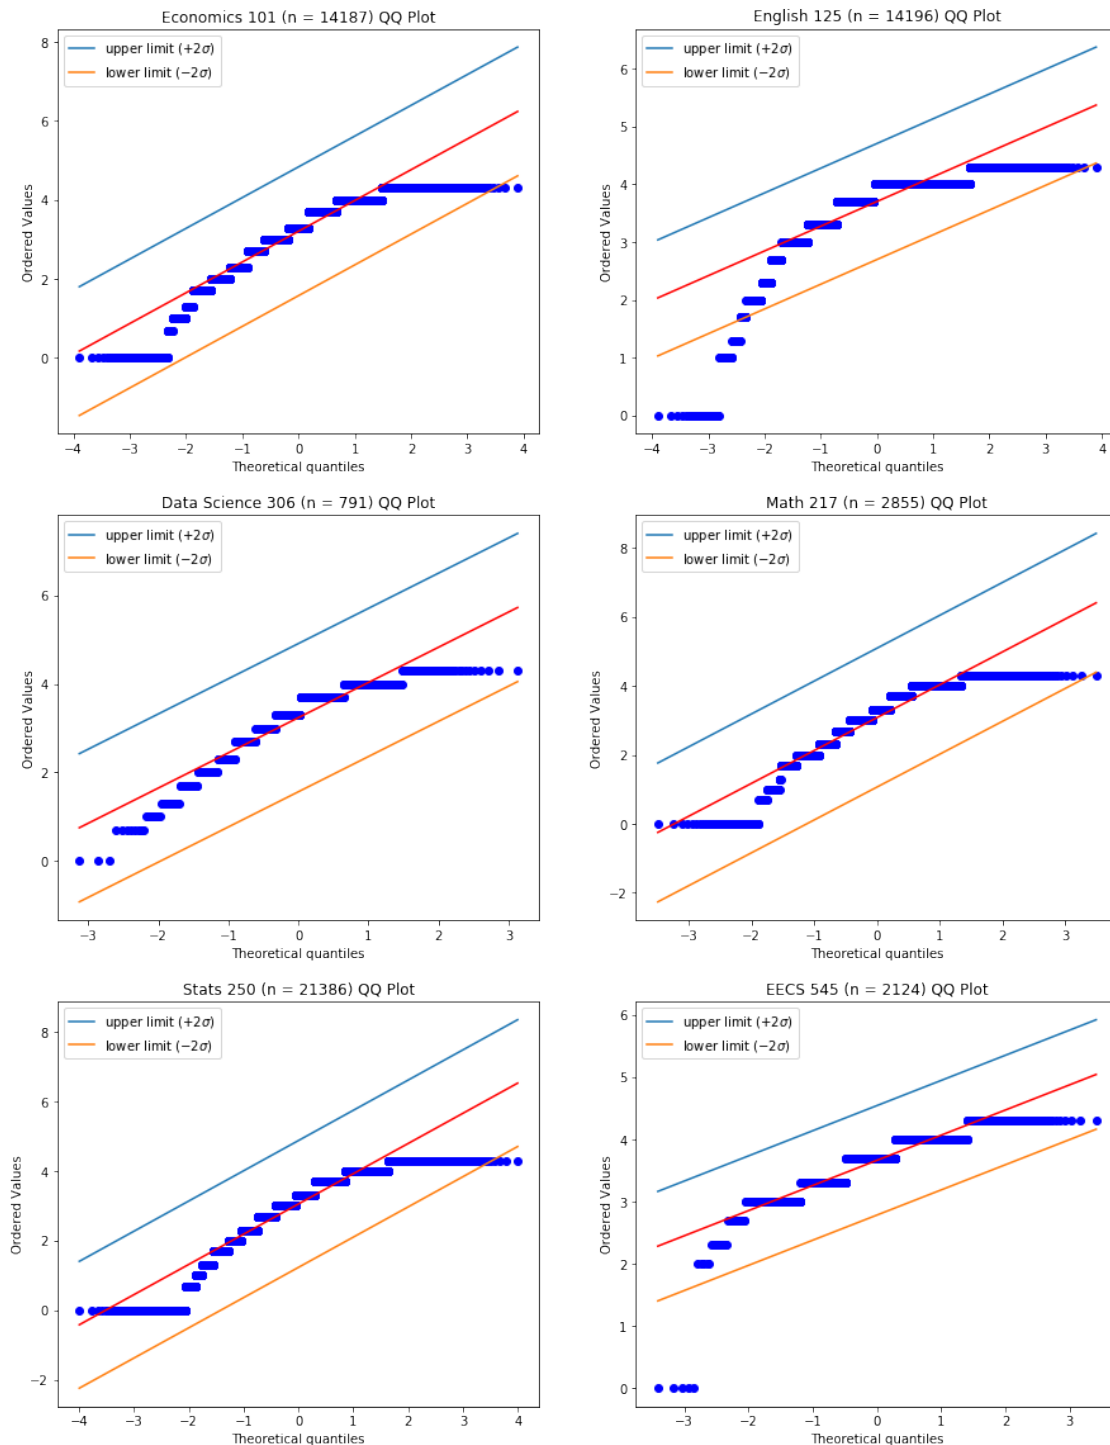 Economics 101 (n = 14187) QQ Plot
upper limit (+2σ)
lower limit (−2σ)
Ordered Values
8
6
4
2
0
−4 −3 −2 −1 0 1 2 3 4
Theoretical quantiles
English 125 (n = 14196) QQ Plot
upper limit (+2σ)
lower limit (−2σ)
Ordered Values
6
5
4
3
2
1
0
−4 −3 −2 −1 0 1 2 3 4
Theoretical quantiles
Data Science 306 (n = 791) QQ Plot
upper limit (+2σ)
lower limit (−2σ)
Ordered Values
6
4
2
0
−3 −2 −1 0 1 2 3
Theoretical quantiles
Math 217 (n = 2855) QQ Plot
upper limit (+2σ)
lower limit (−2σ)
Ordered Values
8
6
4
2
0
−2
−3 −2 −1 0 1 2 3
Theoretical quantiles
Stats 250 (n = 21386) QQ Plot
upper limit (+2σ)
lower limit (−2σ)
Ordered Values
8
6
4
2
0
−2
−4 −3 −2 −1 0 1 2 3 4
Theoretical quantiles
EECS 545 (n = 2124) QQ Plot
upper limit (+2σ)
lower limit (−2σ)
Ordered Values
6
5
4
3
2
1
0
−3 −2 −1 0 1 2 3
Theoretical quantiles